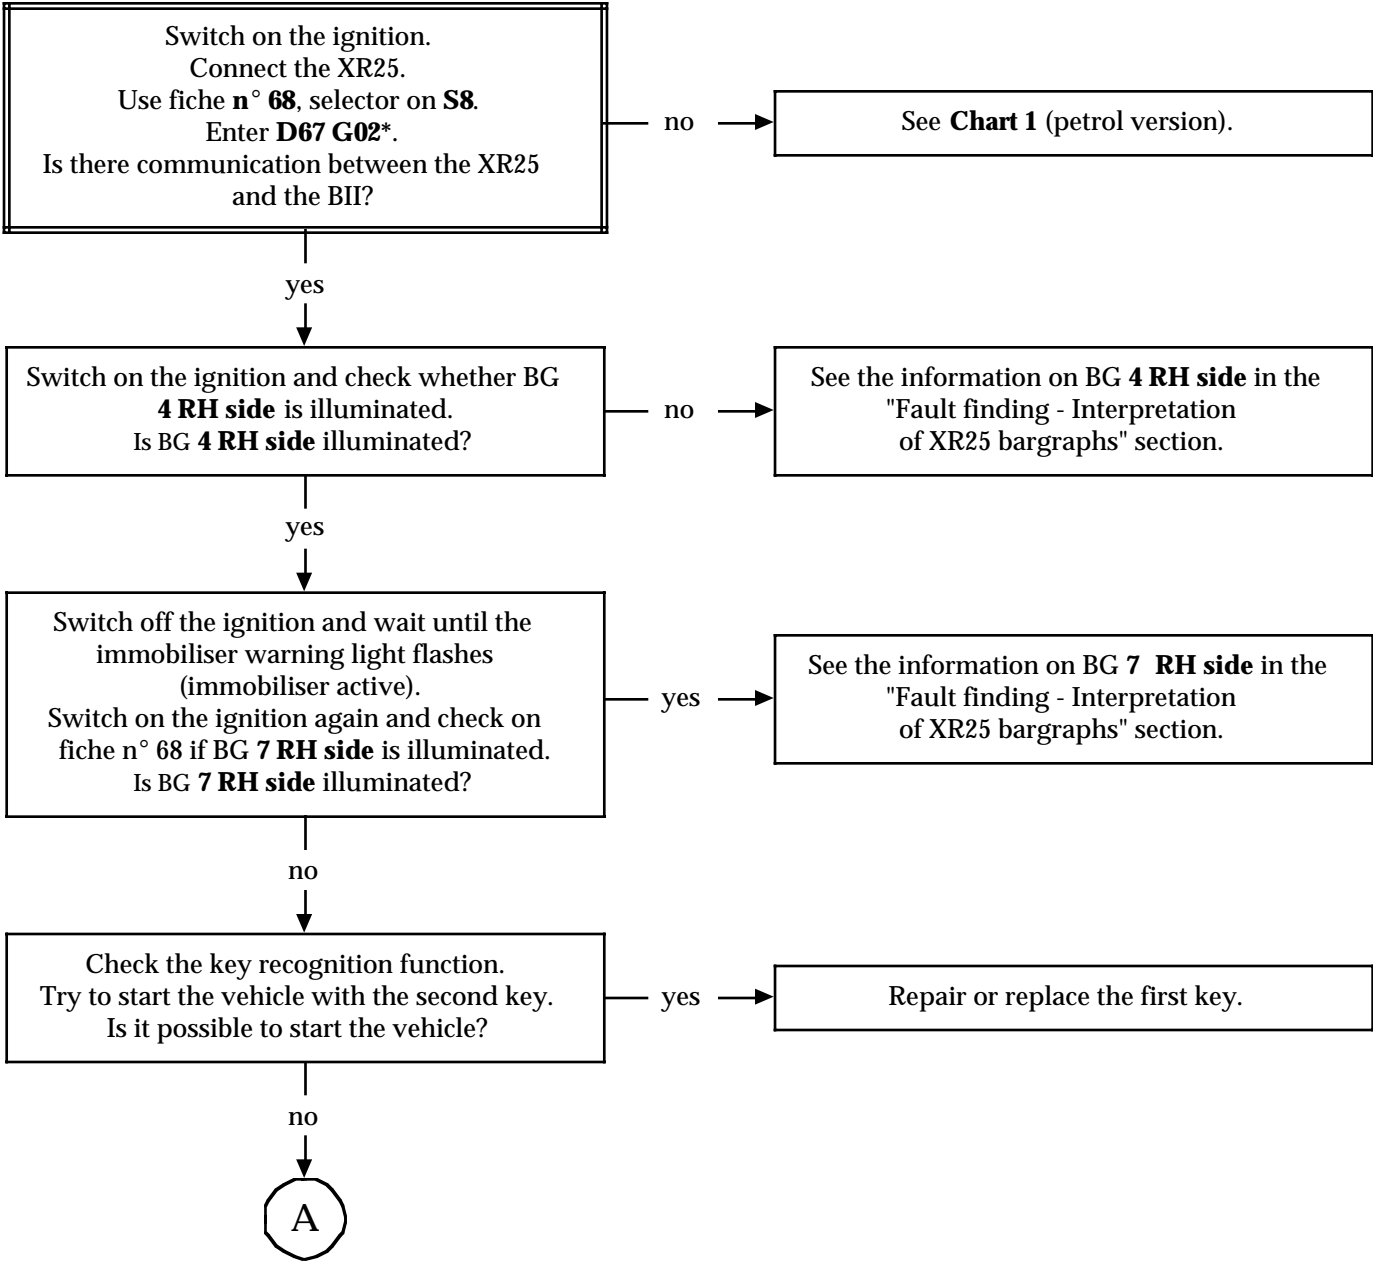 Switch on the ignition.
Connect the XR25.
Use fiche n° 68, selector on S8.
Enter D67 G02*.
Is there communication between the XR25
and the BII?
no
See Chart 1 (petrol version).
yes
Switch on the ignition and check whether BG
4 RH side is illuminated.
Is BG 4 RH side illuminated?
no
See the information on BG 4 RH side in the
"Fault finding - Interpretation
of XR25 bargraphs" section.
yes
Switch off the ignition and wait until the
immobiliser warning light flashes
(immobiliser active).
Switch on the ignition again and check on
fiche n° 68 if BG 7 RH side is illuminated.
Is BG 7 RH side illuminated?
yes
See the information on BG 7 RH side in the
"Fault finding - Interpretation
of XR25 bargraphs" section.
no
Check the key recognition function.
Try to start the vehicle with the second key.
Is it possible to start the vehicle?
yes
Repair or replace the first key.
no
A